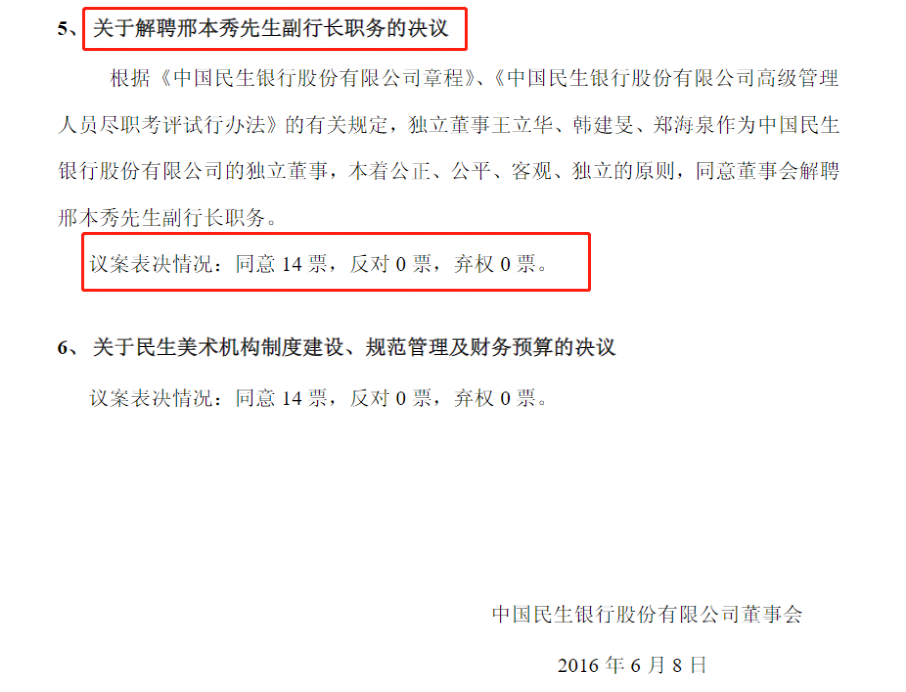 5、关于解聘邢本秀先生副行长职务的决议
根据《中国民生银行股份有限公司章程》、《中国民生银行股份有限公司高级管理
人员尽职考评试行办法》的有关规定，独立董事王立华、韩建旻、郑海泉作为中国民生
银行股份有限公司的独立董事，本着公正、公平、客观、独立的原则，同意董事会解聘
邢本秀先生副行长职务。
议案表决情况：同意 14 票，反对 0 票，弃权 0 票。
6、 关于民生美术机构制度建设、规范管理及财务预算的决议
议案表决情况：同意 14 票，反对 0 票，弃权 0 票。
中国民生银行股份有限公司董事会
2016 年 6 月 8 日